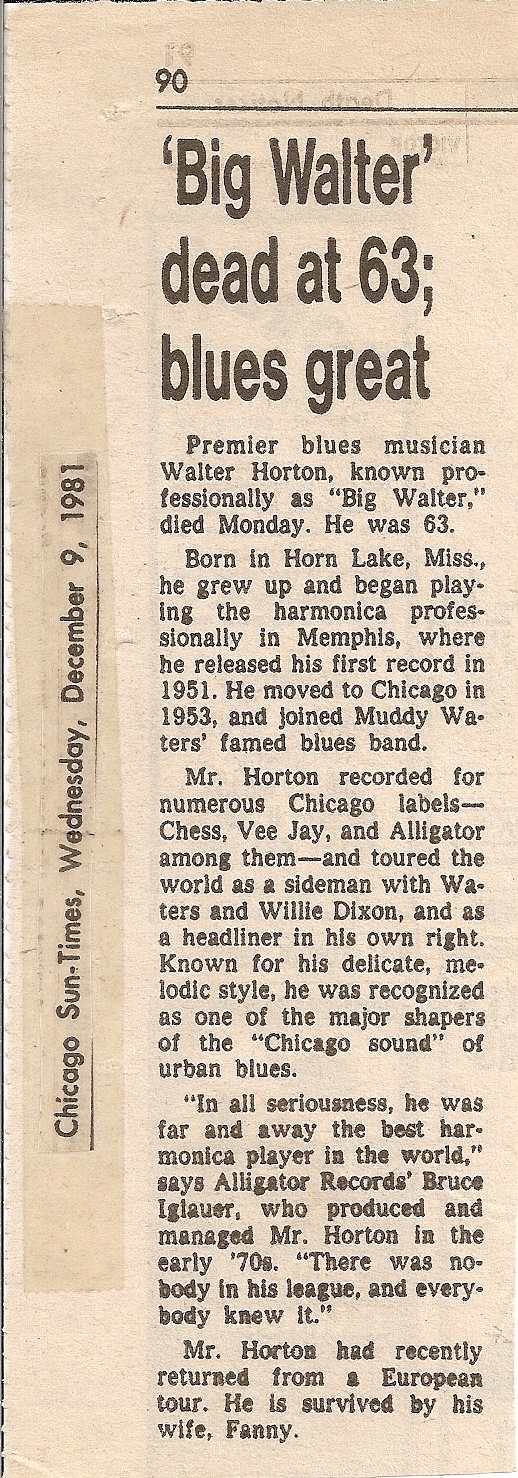 90
'Big Walter'
dead at 63;
blues great
Premier blues musician
Walter Horton, known pro-
fessionally as "Big Walter,"
died Monday. He was 63.
Born in Horn Lake, Miss.,
he grew up and began play-
ing the harmonica profes-
sionally in Memphis, where
he released his first record in
1951. He moved to Chicago in
1953, and joined Muddy Wa-
ters' famed blues band.
Mr. Horton recorded for
numerous Chicago labels—
Chess, Vee Jay, and Alligator
among them—and toured the
world as a sideman with Wa-
ters and Willie Dixon, and as
a headliner in his own right.
Known for his delicate, me-
lodic style, he was recognized
as one of the major shapers
of the "Chicago sound" of
urban blues.
"In all seriousness, he was
far and away the best har-
monica player in the world,"
says Alligator Records' Bruce
Iglauer, who produced and
managed Mr. Horton in the
early '70s. "There was no-
body in his league, and every-
body knew it."
Mr. Horton had recently
returned from a European
tour. He is survived by his
wife, Fanny.
Chicago Sun-Times, Wednesday, December 9, 1981